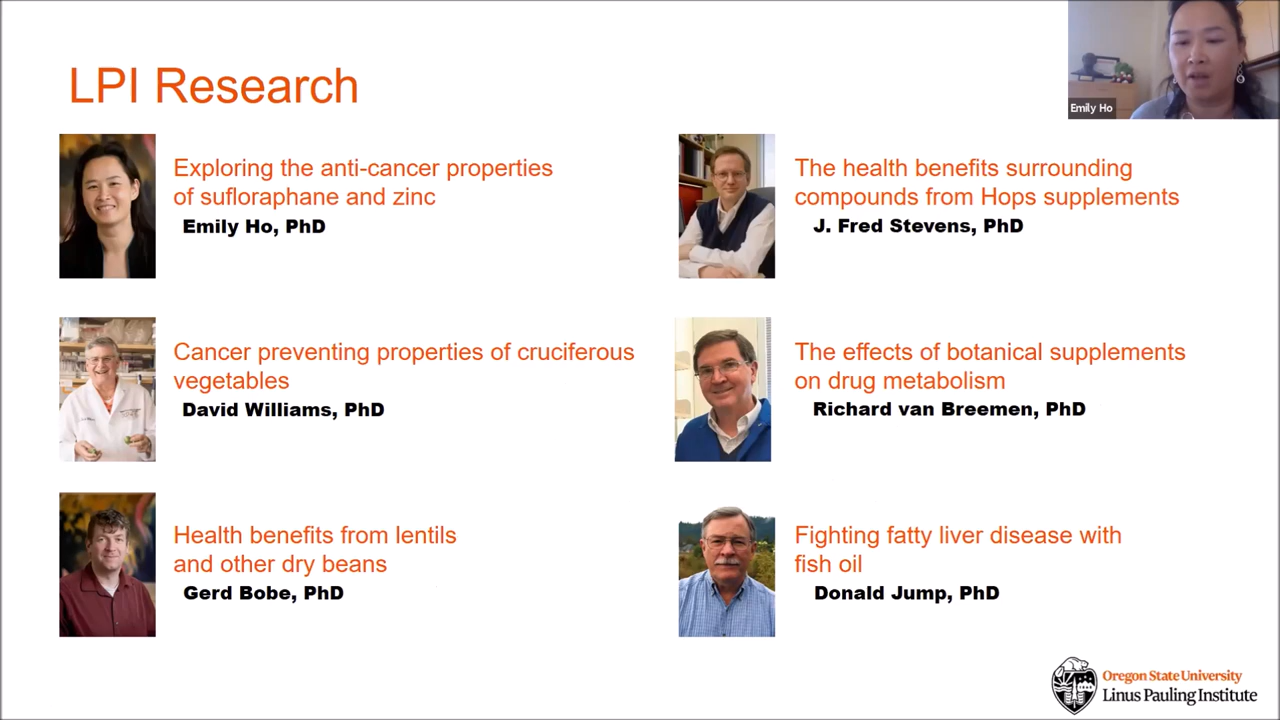 LPI Research
Emily Ho
Exploring the anti-cancer properties
of sufloraphane and zinc
Emily Ho, PhD
The health benefits surrounding
compounds from Hops supplements
J. Fred Stevens, PhD
Cancer preventing properties of cruciferous
vegetables
David Williams, PhD
The effects of botanical supplements
on drug metabolism
Richard van Breemen, PhD
Health benefits from lentils
and other dry beans
Gerd Bobe, PhD
Fighting fatty liver disease with
fish oil
Donald Jump, PhD
Oregon State University
Linus Pauling Institute